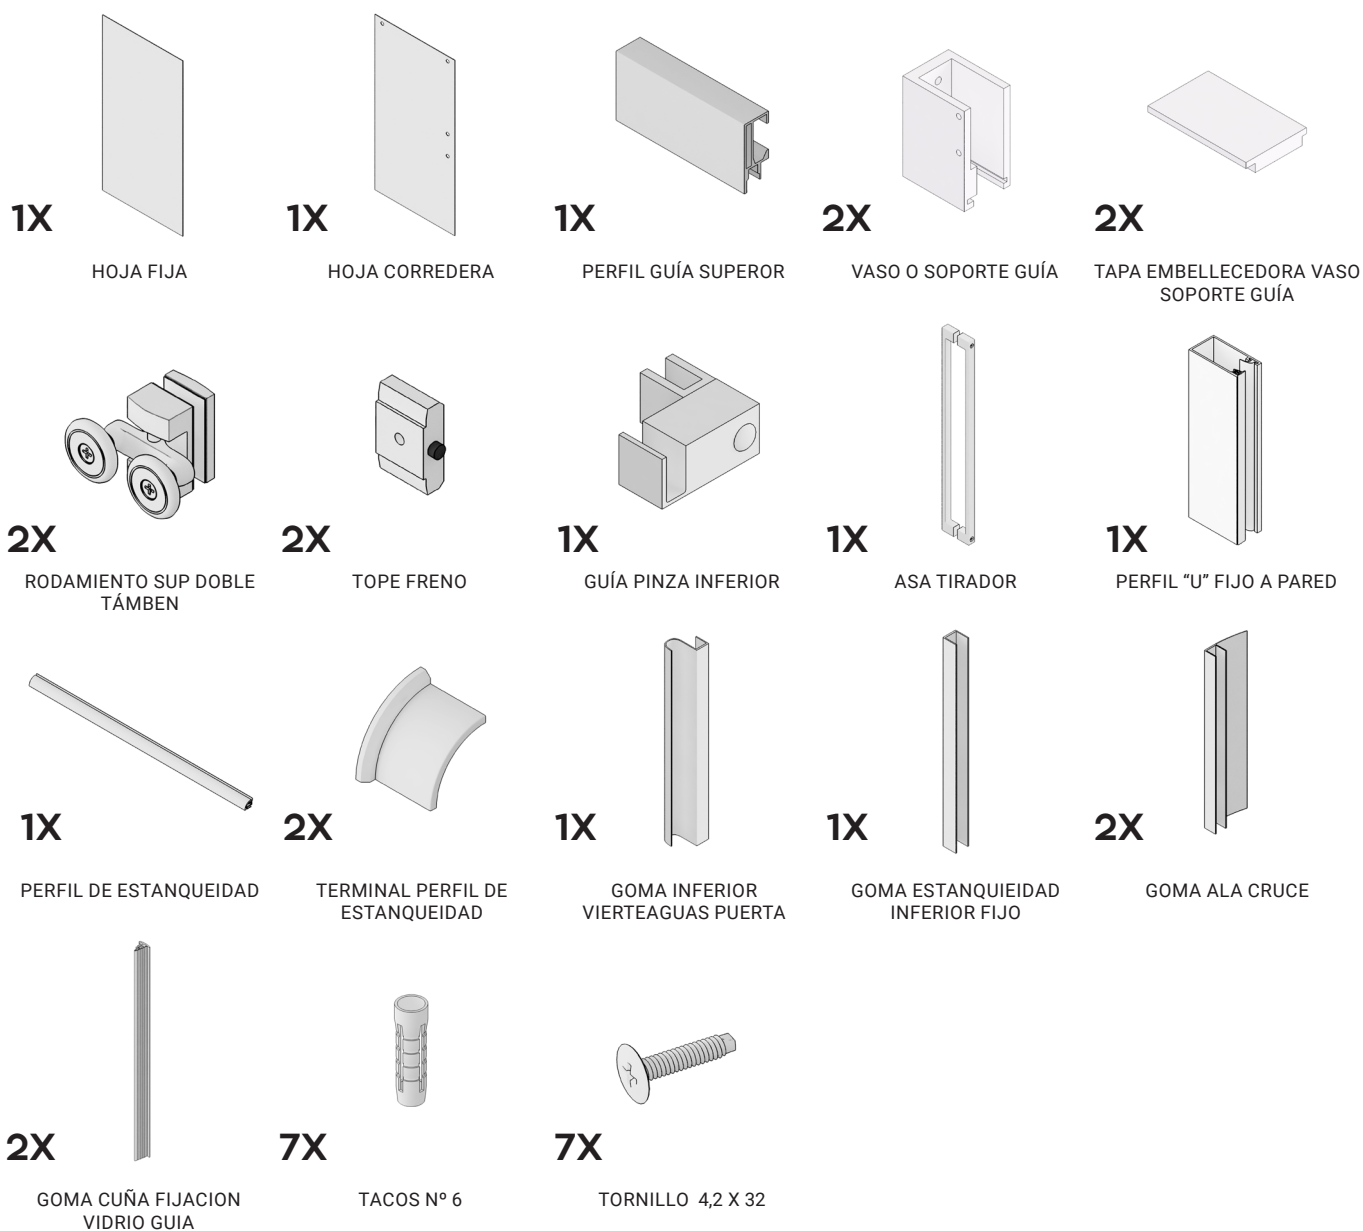 1X
HOJA FIJA
1X
HOJA CORREDERA
1X
PERFIL GUÍA SUPEROR
2X
VASO O SOPORTE GUÍA
2X
TAPA EMBELLECEDORA VASO
SOPORTE GUÍA
2X
RODAMIENTO SUP DOBLE
TÁMBEN
2X
TOPE FRENO
1X
GUÍA PINZA INFERIOR
1X
ASA TIRADOR
1X
PERFIL “U” FIJO A PARED
1X
PERFIL DE ESTANQUEIDAD
2X
TERMINAL PERFIL DE
ESTANQUEIDAD
1X
GOMA INFERIOR
VIERTEAGUAS PUERTA
1X
GOMA ESTANQUIEIDAD
INFERIOR FIJO
2X
GOMA ALA CRUCE
2X
GOMA CUÑA FIJACION
VIDRIO GUIA
7X
TACOS Nº 6
7X
TORNILLO 4,2 X 32